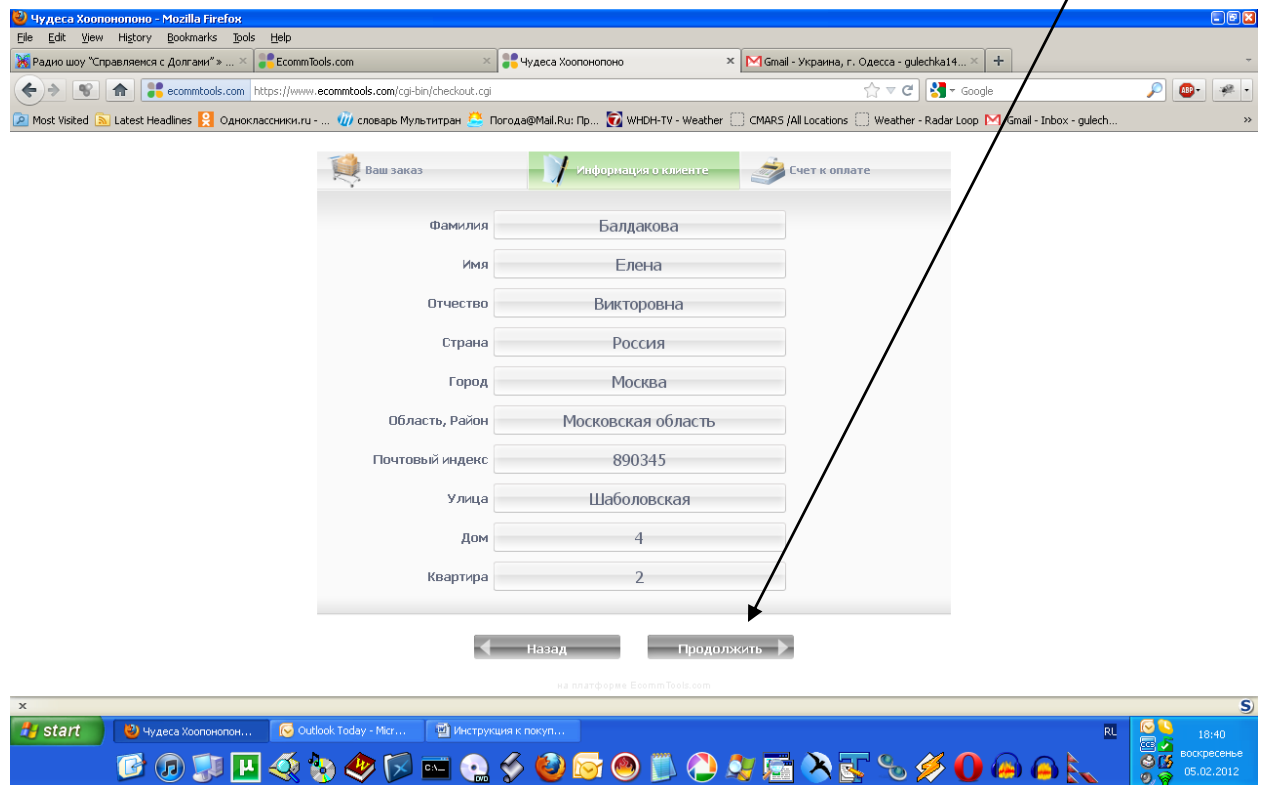 Чудеса Хоопонопоно - Mozilla Firefox
File Edit View History Bookmarks Tools Help
Радио шоу "Справляемся с Долгами" » ... × EcommTools.com × Чудеса Хоопонопоно × Gmail - Украина, г. Одесса - gulechka14... × +
ecommtools.com https://www.ecommtools.com/cgi-bin/checkout.cgi Google ABP
Most Visited Latest Headlines Одноклассники.ru - ... словарь Мультитран Погода@Mail.Ru: Пр... WHDH-TV - Weather CMARS /All Locations Weather - Radar Loop Gmail - Inbox - gulech... »
Ваш заказ Информация о клиенте Счет к оплате
Фамилия Балдакова
Имя Елена
Отчество Викторовна
Страна Россия
Город Москва
Область, Район Московская область
Почтовый индекс 890345
Улица Шаболовская
Дом 4
Квартира 2
Назад Продолжить
на платформе EcommTools.com
× S
start Чудеса Хоопонопон... Outlook Today - Micr... Инструкция к покуп... RU 18:40
воскресенье
05.02.2012